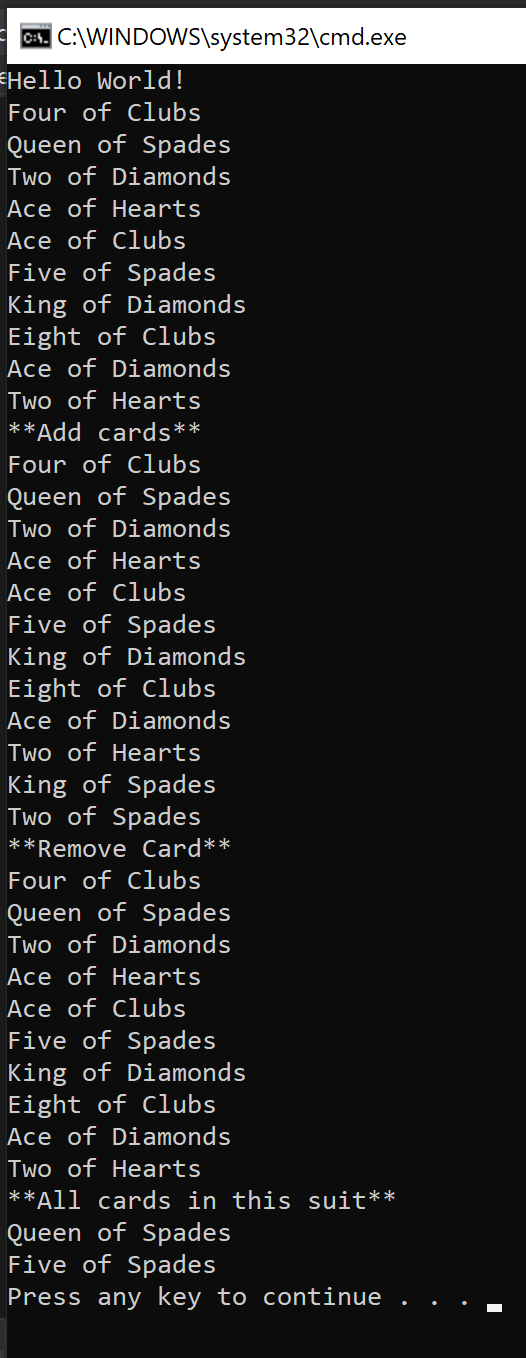 C:\WINDOWS\system32\cmd.exe
Hello World!
Four of Clubs
Queen of Spades
Two of Diamonds
Ace of Hearts
Ace of Clubs
Five of Spades
King of Diamonds
Eight of Clubs
Ace of Diamonds
Two of Hearts
**Add cards**
Four of Clubs
Queen of Spades
Two of Diamonds
Ace of Hearts
Ace of Clubs
Five of Spades
King of Diamonds
Eight of Clubs
Ace of Diamonds
Two of Hearts
King of Spades
Two of Spades
**Remove Card**
Four of Clubs
Queen of Spades
Two of Diamonds
Ace of Hearts
Ace of Clubs
Five of Spades
King of Diamonds
Eight of Clubs
Ace of Diamonds
Two of Hearts
**All cards in this suit**
Queen of Spades
Five of Spades
Press any key to continue . . .